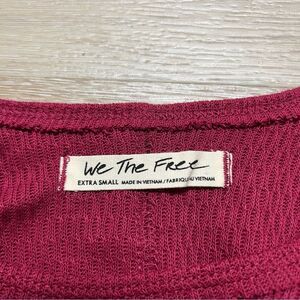 We The Free
EXTRA SMALL MADE IN VIETNAM / FABRIQUÉ AU VIETNAM